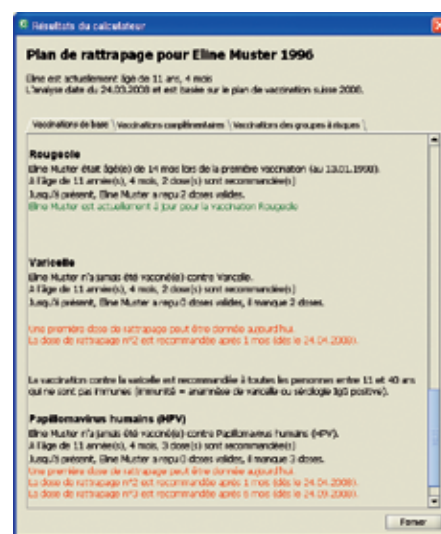 Résultats du calculateur
Plan de rattrapage pour Eline Muster 1996
Eline est actuellement âgé de 11 ans, 4 mois
L'analyse date du 24.03.2008 et est basée sur le plan de vaccination suisse 2008.
Vaccinations de base \ Vaccinations complémentaires \ Vaccinations des groupes à risques \
Rougeole
Eline Muster était âgé(e) de 14 mois lors de la première vaccination (au 13.01.1998).
A l'âge de 11 année(s), 4 mois, 2 dose(s) sont recommandée(s)
Jusqu'à présent, Eline Muster a reçu 2 doses valides.
Eline Muster est actuellement à jour pour la vaccination Rougeole
Varicelle
Eline Muster n'a jamais été vacciné(e) contre Varicelle.
A l'âge de 11 année(s), 4 mois, 2 dose(s) sont recommandée(s)
Jusqu'à présent, Eline Muster a reçu 0 doses valides, il manque 2 doses.
Une première dose de rattrapage peut être donnée aujourd'hui.
La dose de rattrapage n°2 est recommandée après 1 mois (dès le 24.04.2008).
La vaccination contre la varicelle est recommandée à toutes les personnes entre 11 et 40 ans
qui ne sont pas immunes (immunité = anamnèse de varicelle ou sérologie IgG positive).
Papillomavirus humains (HPV)
Eline Muster n'a jamais été vacciné(e) contre Papillomavirus humains (HPV).
A l'âge de 11 année(s), 4 mois, 3 dose(s) sont recommandée(s)
Jusqu'à présent, Eline Muster a reçu 0 doses valides, il manque 3 doses.
Une première dose de rattrapage peut être donnée aujourd'hui.
La dose de rattrapage n°2 est recommandée après 1 mois (dès le 24.04.2008).
La dose de rattrapage n°3 est recommandée après 6 mois (dès le 24.09.2008).
Fermer